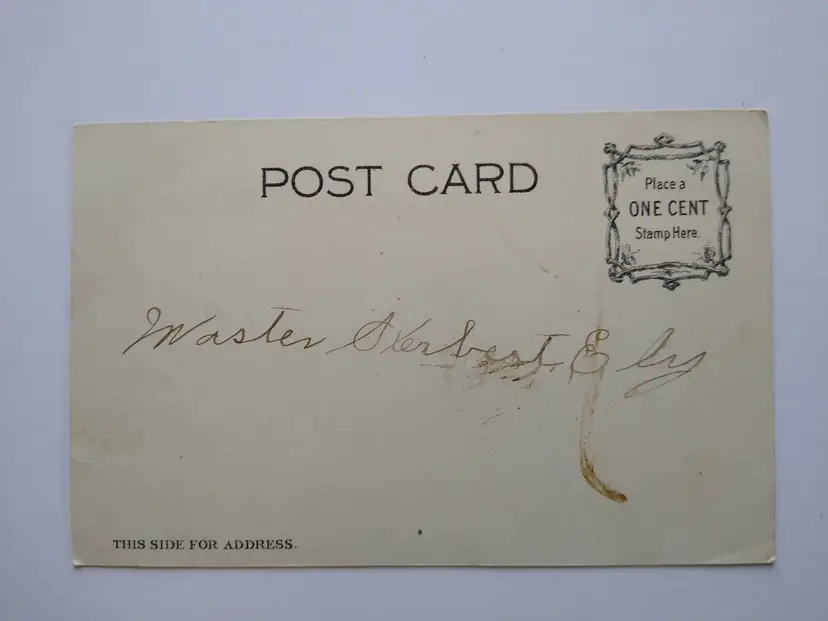 POST CARD
Place a
ONE CENT
Stamp Here.
Master Herbert Ely
THIS SIDE FOR ADDRESS.